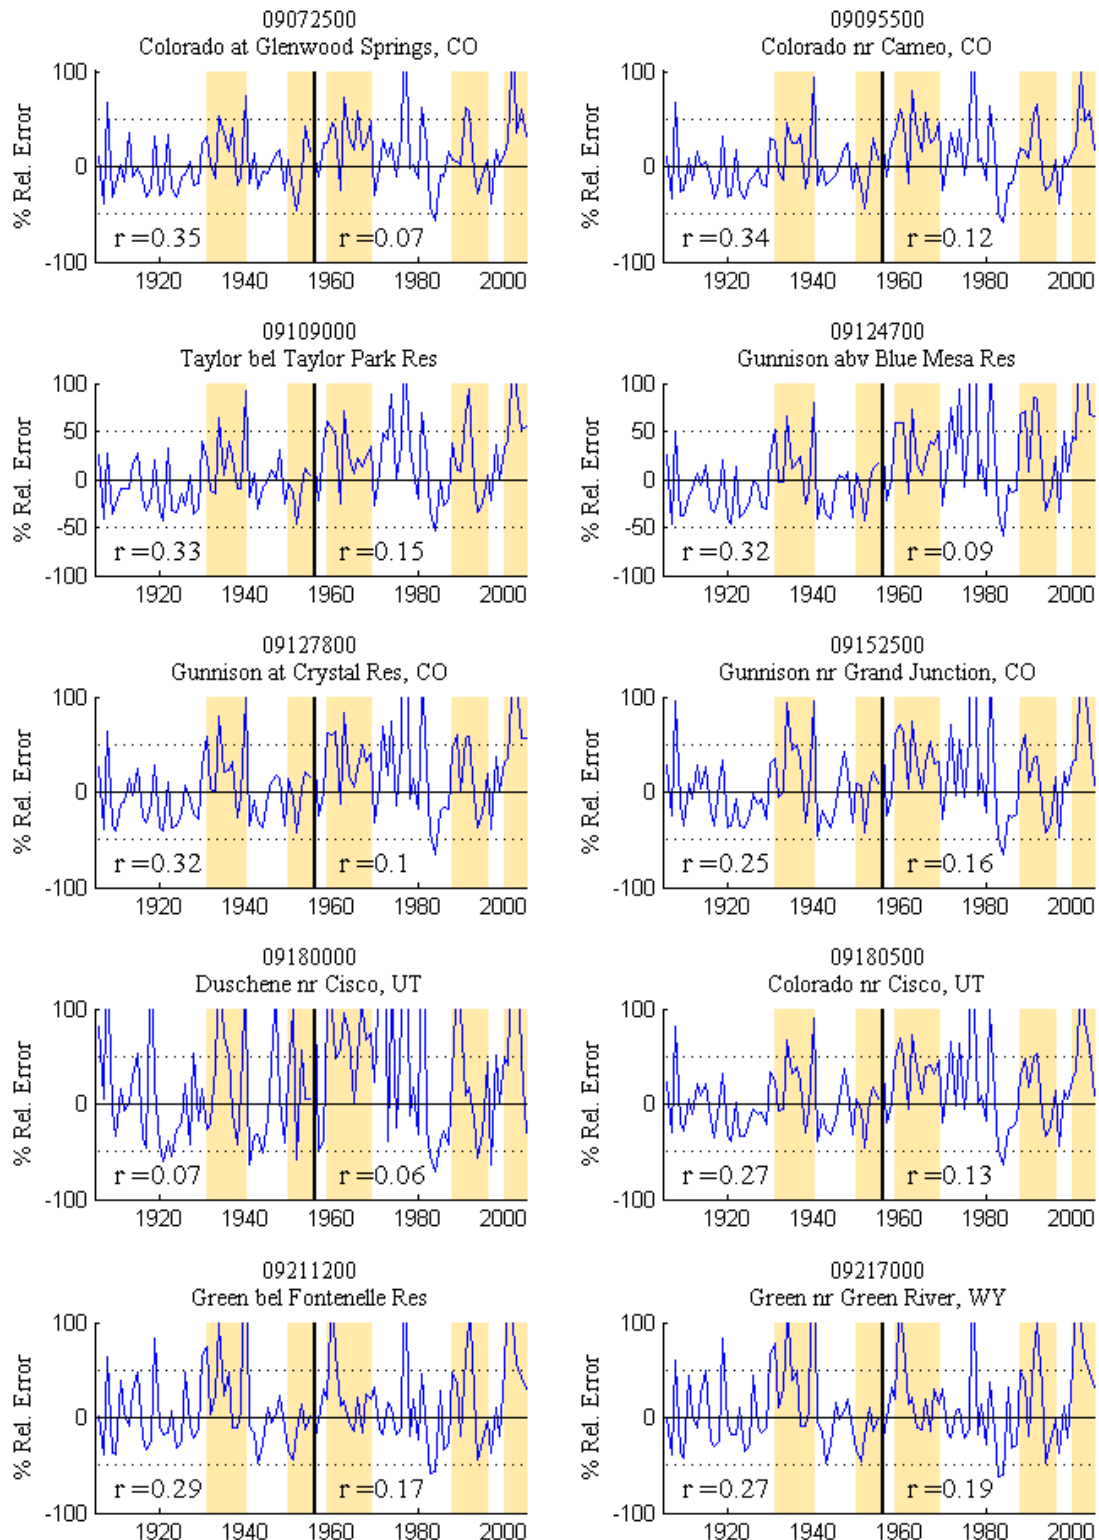 09072500
Colorado at Glenwood Springs, CO
% Rel. Error
100
0
-100
r=0.35
r=0.07
1920 1940 1960 1980 2000
09095500
Colorado nr Cameo, CO
100
0
-100
r=0.34
r=0.12
1920 1940 1960 1980 2000
09109000
Taylor bel Taylor Park Res
% Rel. Error
100
50
0
-50
-100
r=0.33
r=0.15
1920 1940 1960 1980 2000
09124700
Gunnison abv Blue Mesa Res
% Rel. Error
100
0
-100
r=0.32
r=0.09
1920 1940 1960 1980 2000
09127800
Gunnison at Crystal Res, CO
% Rel. Error
100
0
-100
r=0.32
r=0.1
1920 1940 1960 1980 2000
09152500
Gunnison nr Grand Junction, CO
% Rel. Error
100
0
-100
r=0.25
r=0.16
1920 1940 1960 1980 2000
09180000
Duschene nr Cisco, UT
% Rel. Error
100
0
-100
r=0.07
r=0.06
1920 1940 1960 1980 2000
09180500
Colorado nr Cisco, UT
% Rel. Error
100
0
-100
r=0.27
r=0.13
1920 1940 1960 1980 2000
09211200
Green bel Fontenelle Res
% Rel. Error
100
0
-100
r=0.29
r=0.17
1920 1940 1960 1980 2000
09217000
Green nr Green River, WY
% Rel. Error
100
0
-100
r=0.27
r=0.19
1920 1940 1960 1980 2000